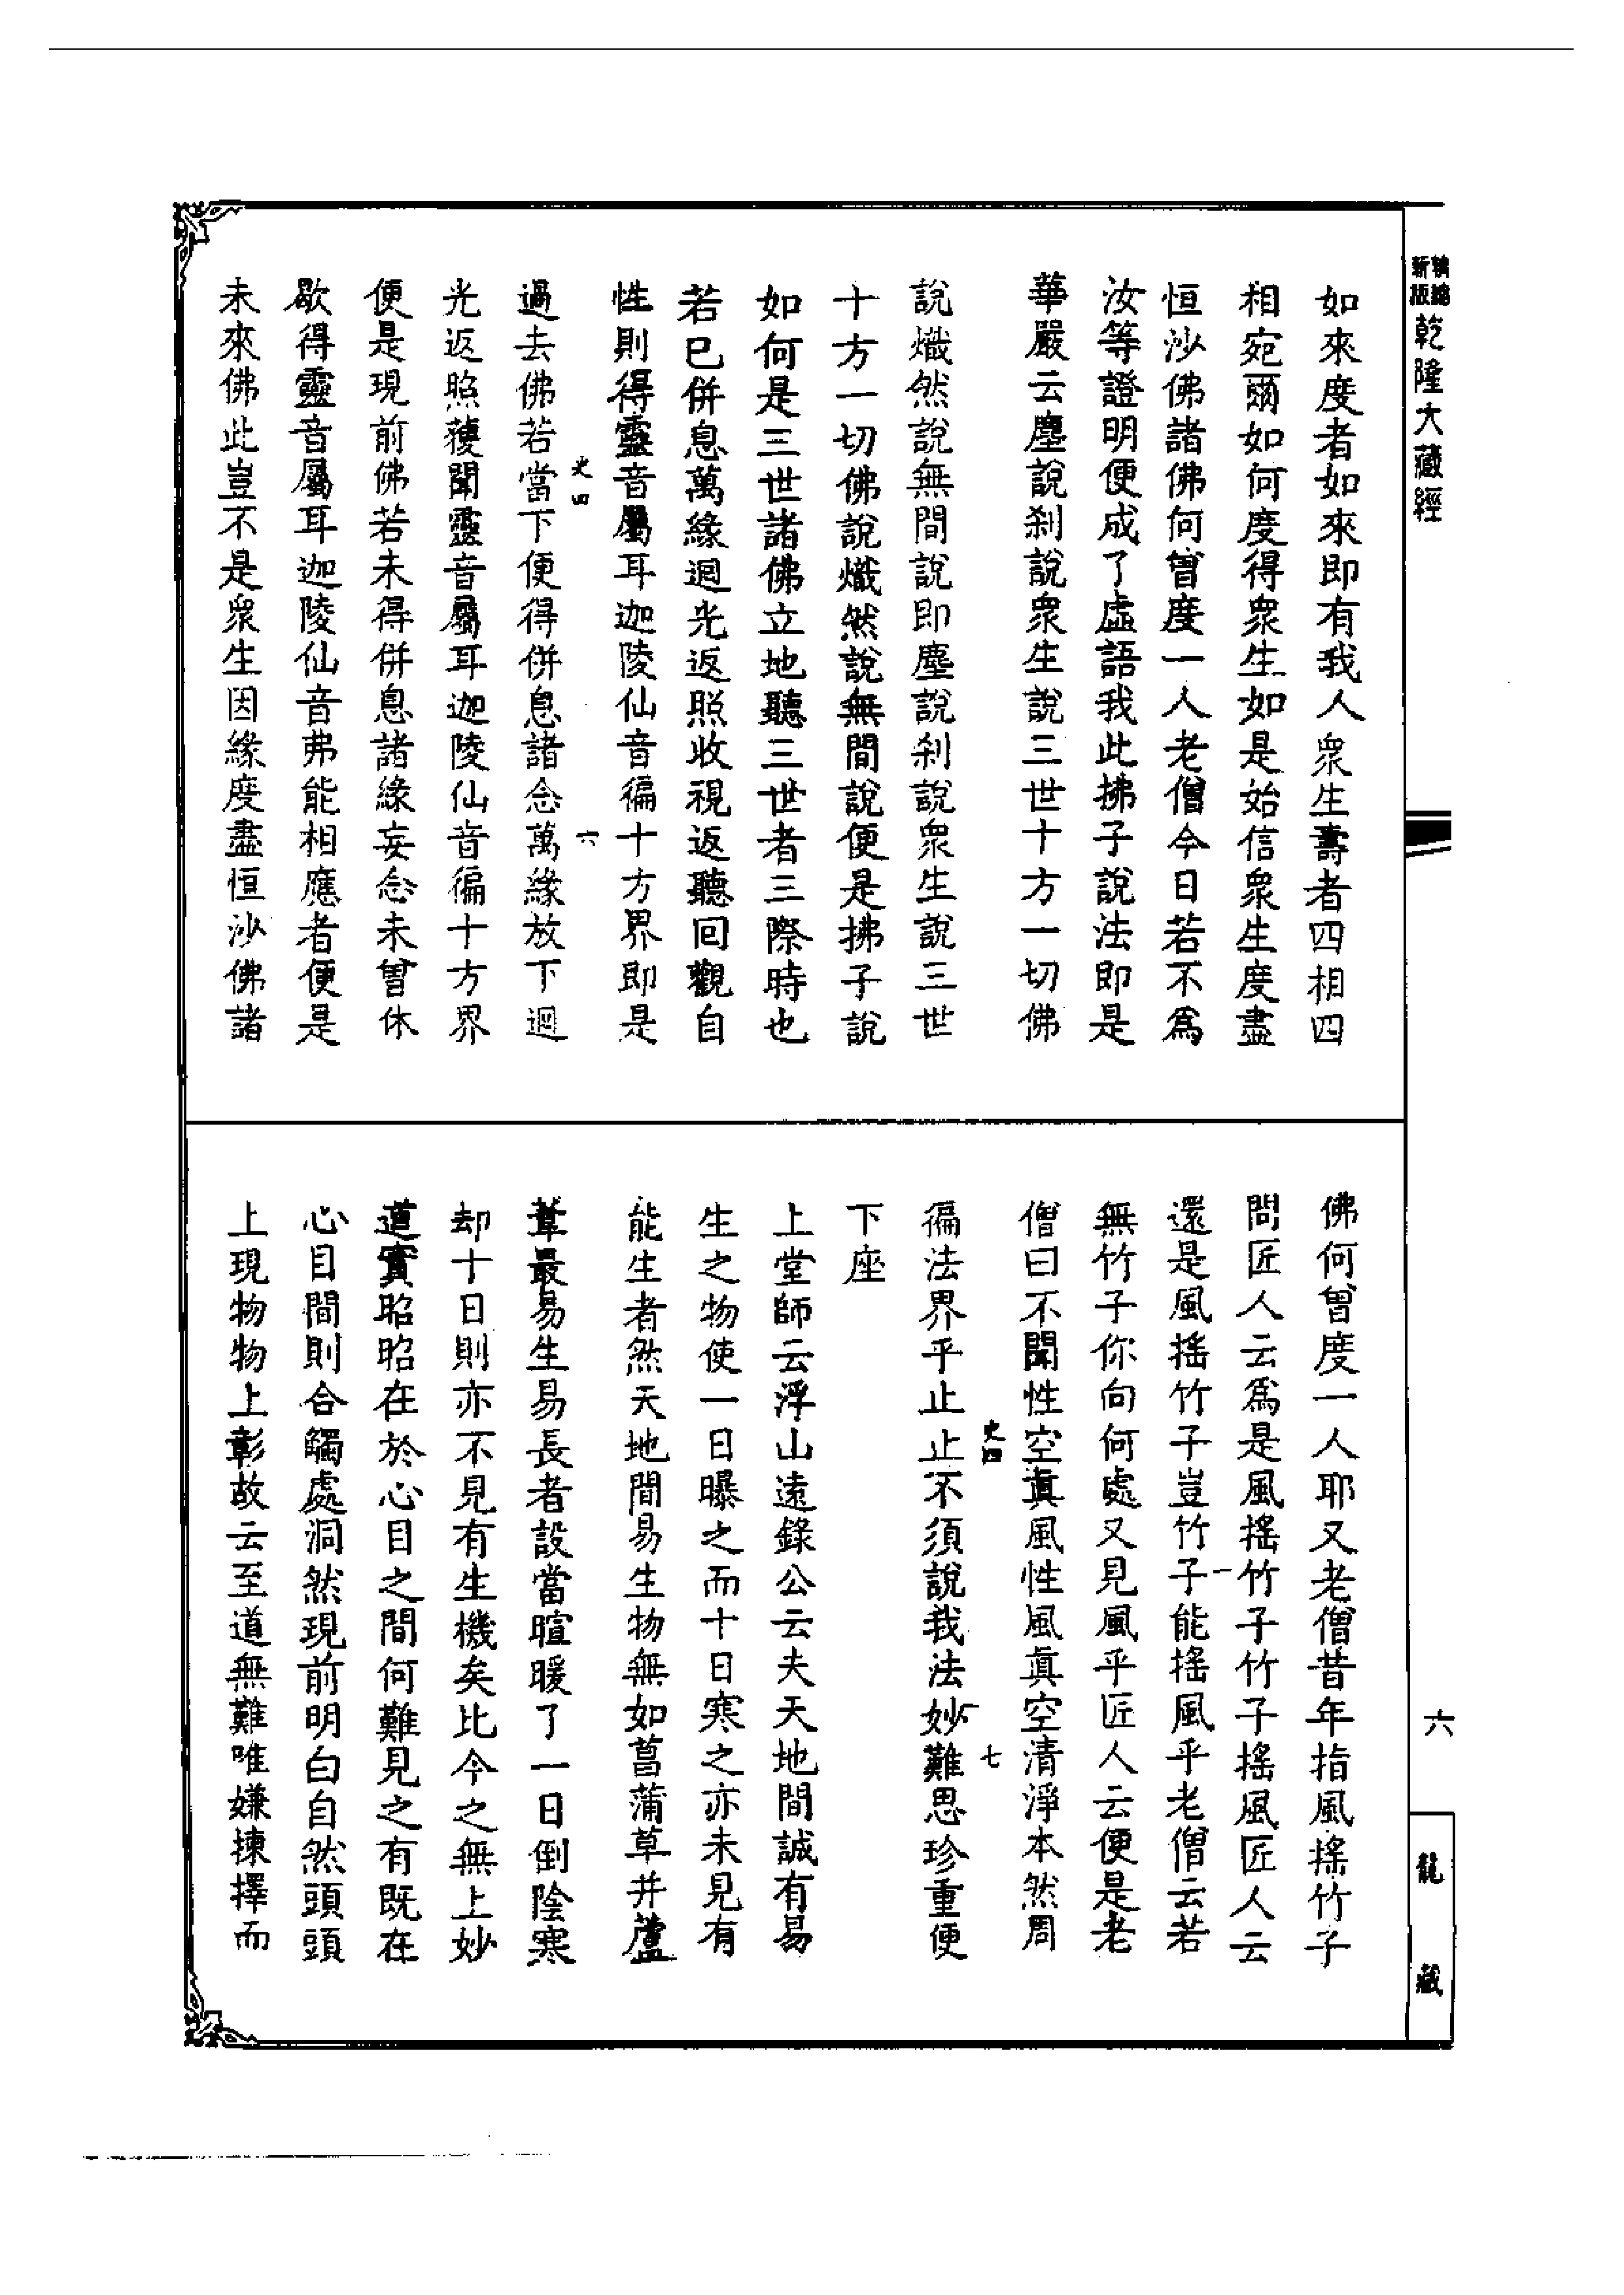 新編
縮版
乾隆大藏經
六
龍藏
如來度者如來即有我人衆生壽者四相四
相宛爾如何度得衆生如是始信衆生度盡
恒沙佛諸佛何曾度一人老僧今日若不爲
汝等證明便成了虛語我此拂子說法即是
華嚴云塵說刹說衆生說三世十方一切佛
說熾然說無間說即塵說刹說衆生說三世
十方一切佛說熾然說無間說便是拂子說
如何是三世諸佛立地聽三世者三際時也
若已併息萬緣迴光返照收視返聽回觀自
性則得靈音屬耳迦陵仙音徧十方界即是
史四
六
過去佛若當下便得併息諸念萬緣放下迴
光返照獲聞靈音屬耳迦陵仙音徧十方界
便是現前佛若未得併息諸緣妄念未曾休
歇得靈音屬耳迦陵仙音弗能相應者便是
未來佛此豈不是衆生因緣度盡恒沙佛諸
佛何曾度一人耶又老僧昔年指風搖竹子
問匠人云爲是風搖竹子竹子搖風匠人云
還是風搖竹子豈竹子能搖風乎老僧云若
無竹子你向何處又見風乎匠人云便是老
僧曰不聞性空真風性風真空清淨本然周
史四
七
徧法界乎止止不須說我法妙難思珍重便
下座
上堂師云浮山遠錄公云夫天地間誠有易
生之物使一日曝之而十日寒之亦未見有
能生者然天地間易生物無如菖蒲草并蘆
葦最易生易長者設當暄暖了一日倒陰寒
却十日則亦不見有生機矣比今之無上妙
道實昭昭在於心目之間何難見之有既在
心目間則合觸處洞然現前明白自然頭頭
上現物物上彰故云至道無難唯嫌揀擇而